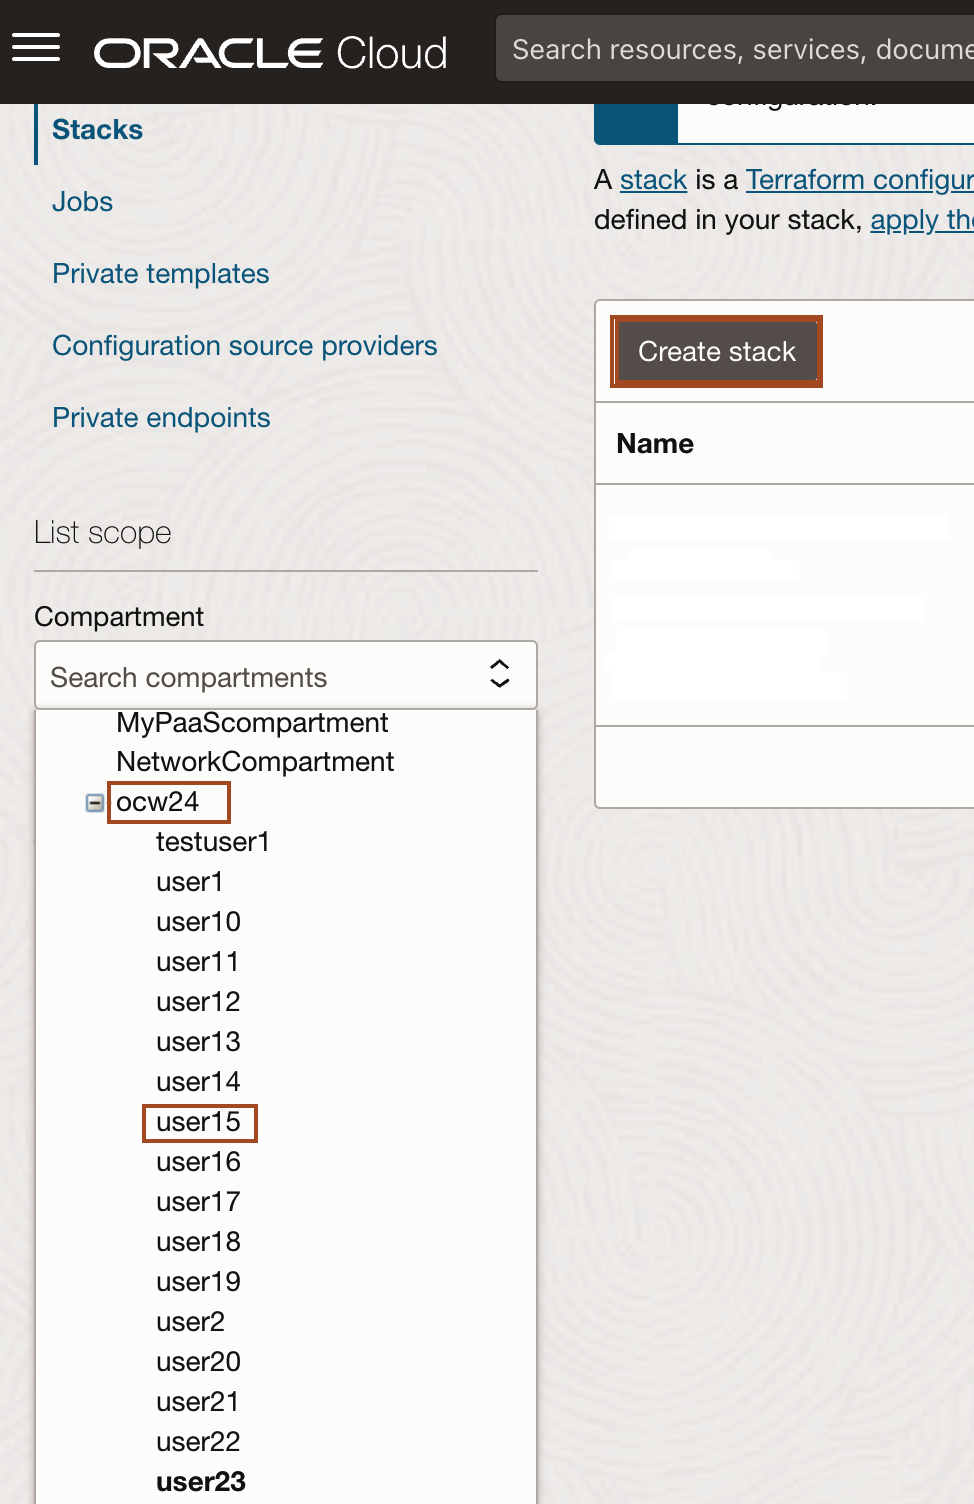 ORACLE Cloud
Search resources, services, docume
Stacks
Jobs
Private templates
Configuration source providers
Private endpoints
List scope
Compartment
Search compartments
MyPaaScompartment
NetworkCompartment
ocw24
testuser1
user1
user10
user11
user12
user13
user14
user15
user16
user17
user18
user19
user2
user20
user21
user22
user23
configuration.
A stack is a Terraform configur
defined in your stack, apply the
Create stack
Name